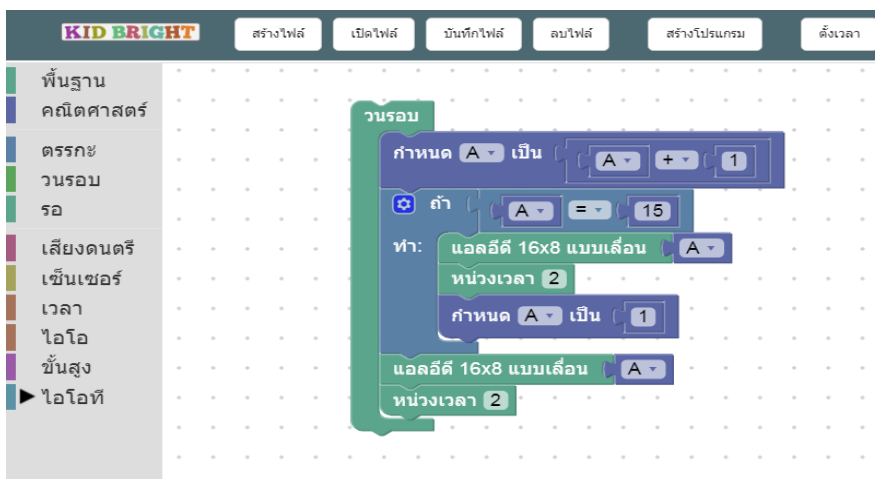 KID BRIGHT สร้างไฟล์ เปิดไฟล์ บันทึกไฟล์ ลบไฟล์ สร้างโปรแกรม ตั้งเวลา
พื้นฐาน
คณิตศาสตร์
ตรรกะ
วนรอบ
รอ
เสียงดนตรี
เซ็นเซอร์
เวลา
ไอโอ
ขั้นสูง
ไอโอที
วนรอบ
กำหนด A เป็น A + 1
ถ้า A = 15
ทำ: แอลอีดี 16x8 แบบเลื่อน A
หน่วงเวลา 2
กำหนด A เป็น 1
แอลอีดี 16x8 แบบเลื่อน A
หน่วงเวลา 2